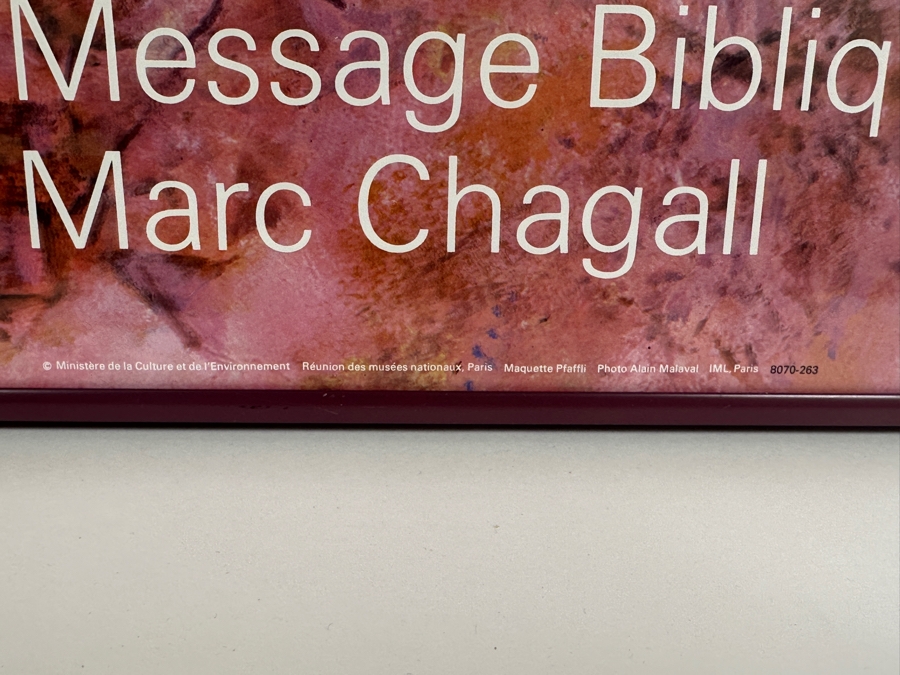 Message Bibliq
Marc Chagall
© Ministère de la Culture et de l'Environnement Réunion des musées nationaux, Paris Maquette Pfaffli Photo Alain Malaval IML, Paris 8070-263